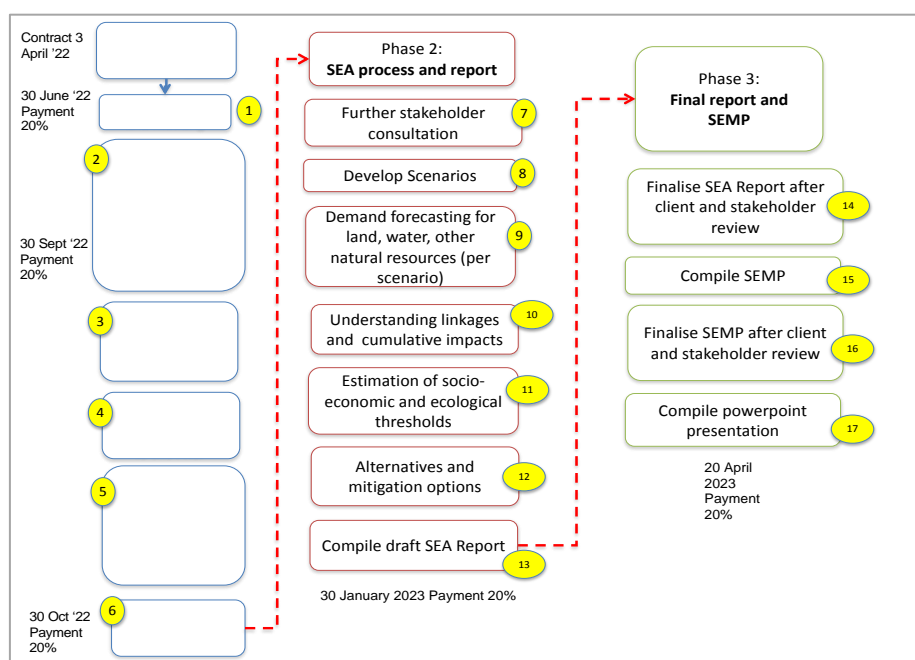 Contract 3
April '22
30 June '22
Payment
20%
1
2
30 Sept '22
Payment
20%
3
4
5
30 Oct '22
Payment
20%
6
Phase 2:
SEA process and report
Further stakeholder
consultation
7
Develop Scenarios
8
Demand forecasting for
land, water, other
natural resources (per
scenario)
9
Understanding linkages
and cumulative impacts
10
Estimation of socio-
economic and ecological
thresholds
11
Alternatives and
mitigation options
12
Compile draft SEA Report
13
30 January 2023 Payment 20%
Phase 3:
Final report and
SEMP
Finalise SEA Report after
client and stakeholder
review
14
Compile SEMP
15
Finalise SEMP after client
and stakeholder review
16
Compile powerpoint
presentation
17
20 April
2023
Payment
20%